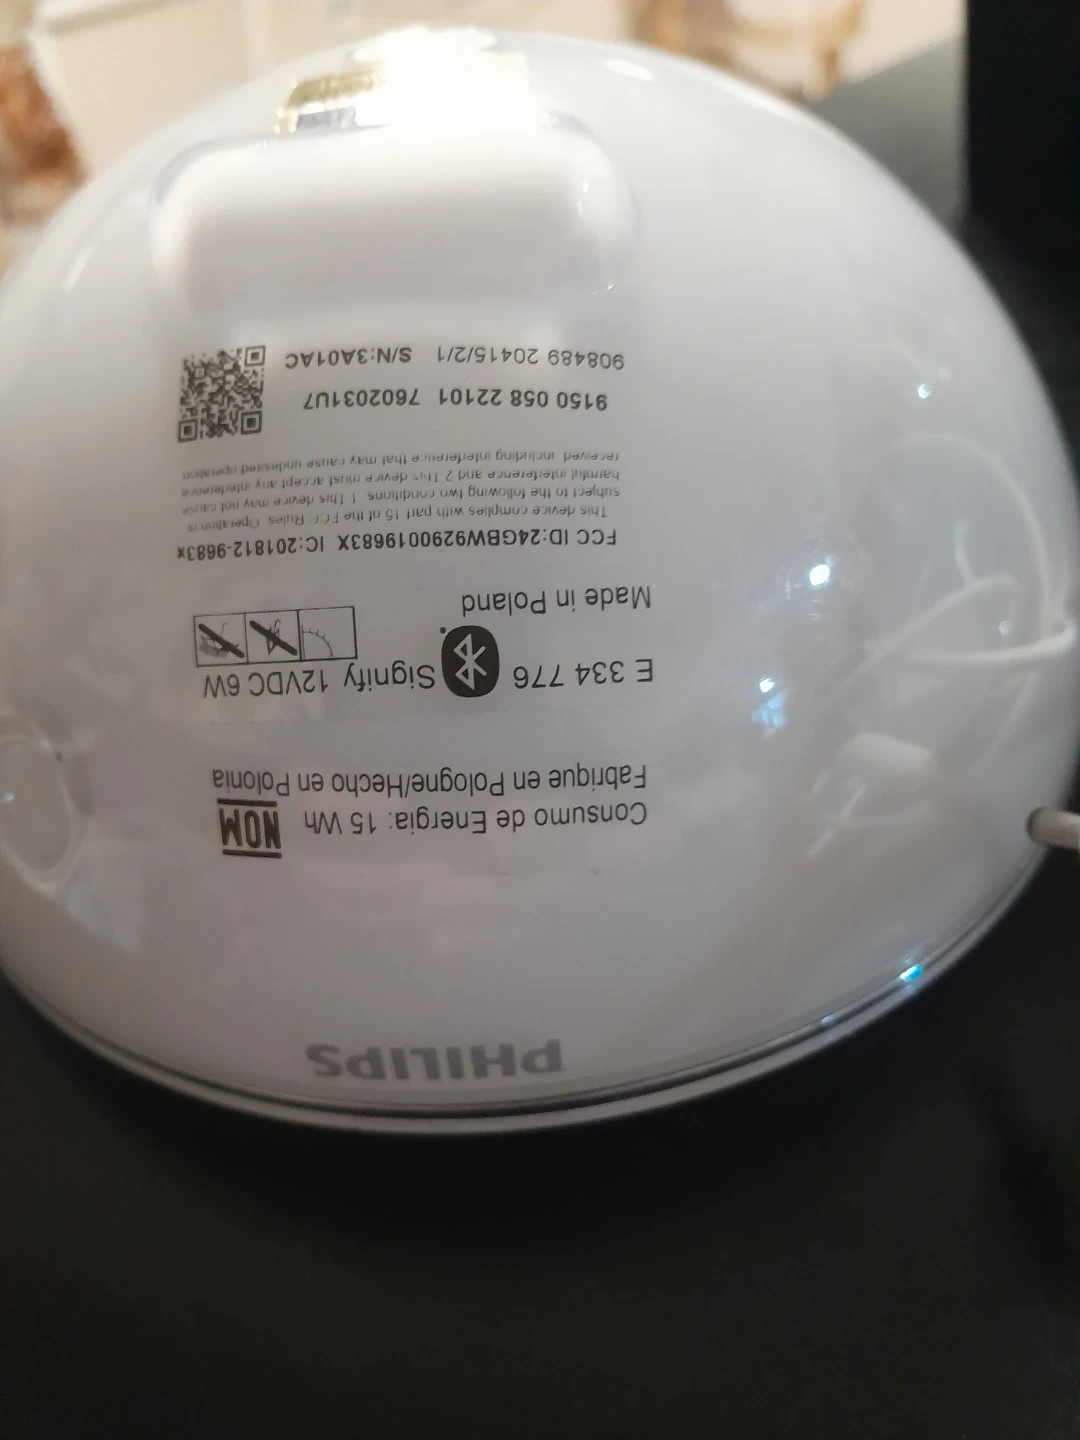 PHILIPS
Consumo de Energia: 15 Wh NOM
Fabrique en Pologne/Hecho en Polonia
E 334 776 Signify 12VDC 6W
Made in Poland
FCC ID:24GBW9290019683X IC:201812-9683x
This device complies with part 15 of the FCC Rules. Operation is
subject to the following two conditions 1 This device may not cause
harmful interference and 2 This device must accept any interference
received, including interference that may cause undesired operation
9150 058 22101 7602031U7
908489 20415/2/1 S/N:3A01AC